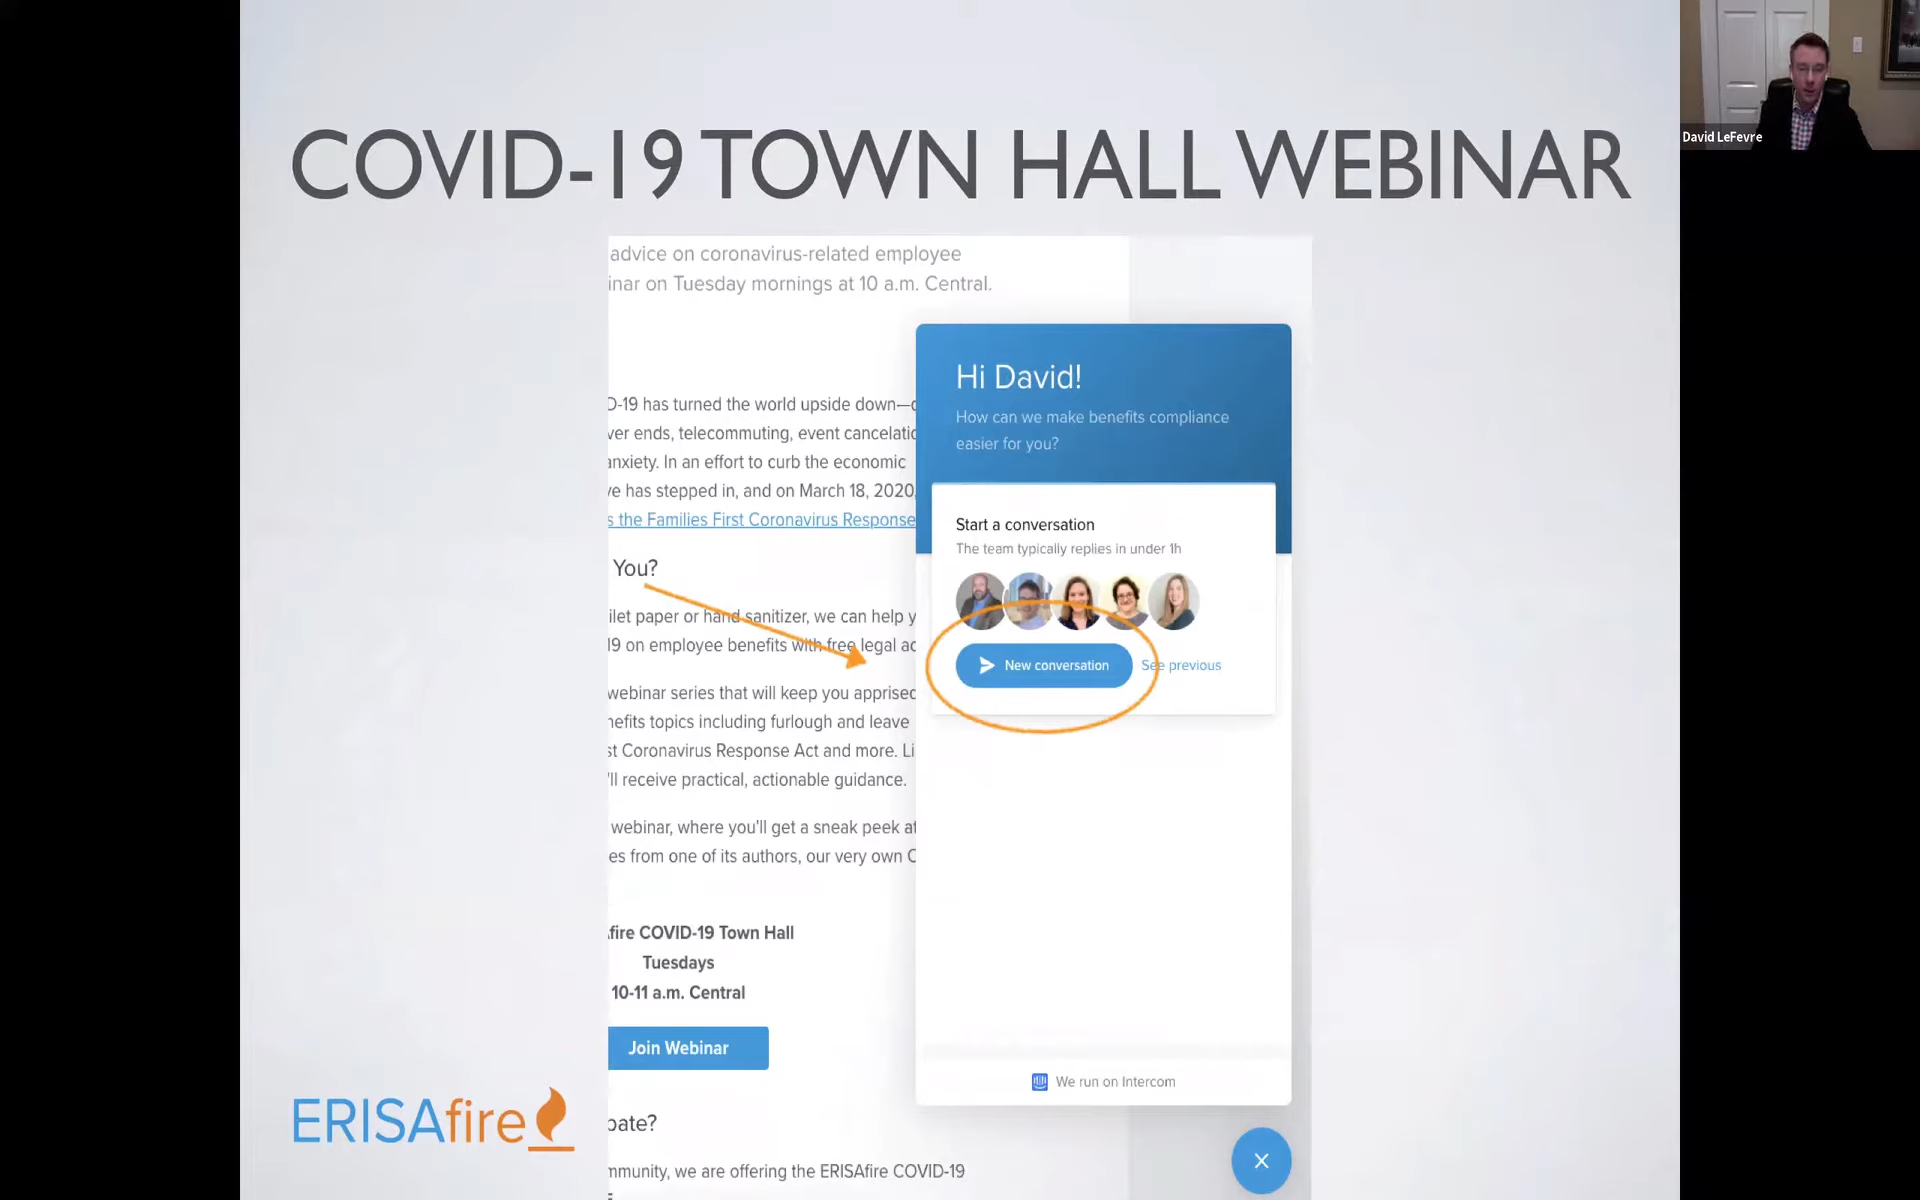 COVID-19 TOWN HALL WEBINAR
David LeFevre
advice on coronavirus-related employee
inar on Tuesday mornings at 10 a.m. Central.
Hi David!
How can we make benefits compliance
easier for you?
D-19 has turned the world upside down—
ver ends, telecommuting, event cancelatio
anxiety. In an effort to curb the economic
ve has stepped in, and on March 18, 2020,
s the Families First Coronavirus Response
Start a conversation
The team typically replies in under 1h
You?
ilet paper or hand sanitizer, we can help y
19 on employee benefits with free legal ad
New conversation
See previous
webinar series that will keep you apprised
nefits topics including furlough and leave
st Coronavirus Response Act and more. Li
'll receive practical, actionable guidance.
webinar, where you'll get a sneak peek at
es from one of its authors, our very own C
fire COVID-19 Town Hall
Tuesdays
10-11 a.m. Central
Join Webinar
We run on Intercom
ERISAfire
pate?
mmunity, we are offering the ERISAfire COVID-19